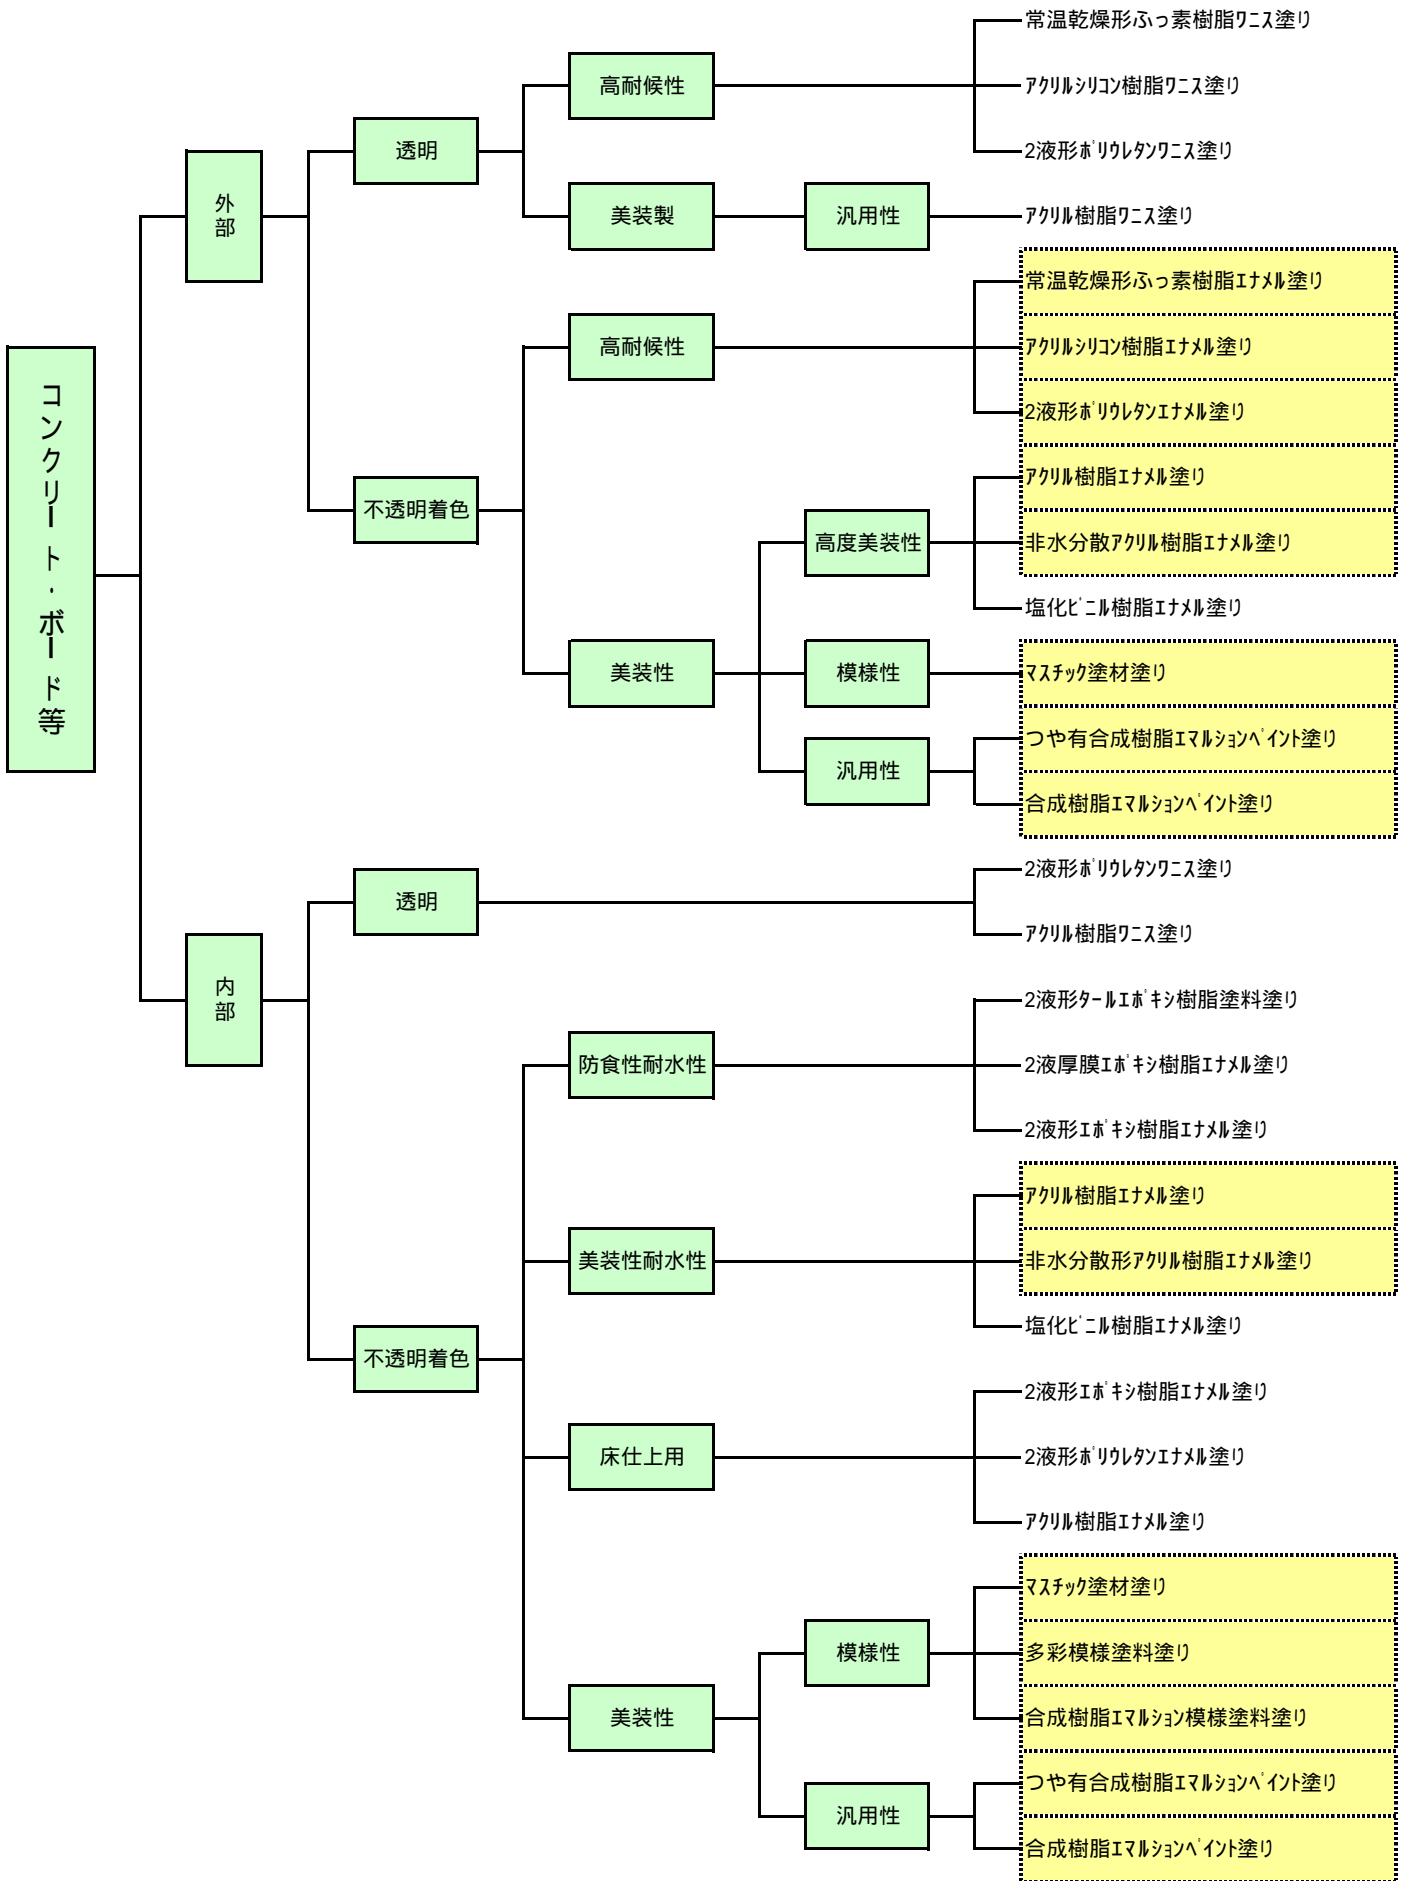 常温乾燥形ふっ素樹脂ﾜﾆｽ塗り
高耐候性
ｱｸﾘﾙｼﾘｺﾝ樹脂ﾜﾆｽ塗り
透明
2液形ﾎﾟﾘｳﾚﾀﾝﾜﾆｽ塗り
外部
美装製
汎用性
ｱｸﾘﾙ樹脂ﾜﾆｽ塗り
常温乾燥形ふっ素樹脂ｴﾅﾒﾙ塗り
高耐候性
ｱｸﾘﾙｼﾘｺﾝ樹脂ｴﾅﾒﾙ塗り
2液形ﾎﾟﾘｳﾚﾀﾝｴﾅﾒﾙ塗り
コンクリート・ボード等
ｱｸﾘﾙ樹脂ｴﾅﾒﾙ塗り
不透明着色
高度美装性
非水分散ｱｸﾘﾙ樹脂ｴﾅﾒﾙ塗り
塩化ﾋﾞﾆﾙ樹脂ｴﾅﾒﾙ塗り
美装性
模様性
ﾏｽﾁｯｸ塗材塗り
つや有合成樹脂ｴﾏﾙｼｮﾝﾍﾟｲﾝﾄ塗り
汎用性
合成樹脂ｴﾏﾙｼｮﾝﾍﾟｲﾝﾄ塗り
2液形ﾎﾟﾘｳﾚﾀﾝﾜﾆｽ塗り
透明
ｱｸﾘﾙ樹脂ﾜﾆｽ塗り
内部
2液形ﾀｰﾙｴﾎﾟｷｼ樹脂塗料塗り
防食性耐水性
2液厚膜ｴﾎﾟｷｼ樹脂ｴﾅﾒﾙ塗り
2液形ｴﾎﾟｷｼ樹脂ｴﾅﾒﾙ塗り
ｱｸﾘﾙ樹脂ｴﾅﾒﾙ塗り
美装性耐水性
非水分散形ｱｸﾘﾙ樹脂ｴﾅﾒﾙ塗り
塩化ﾋﾞﾆﾙ樹脂ｴﾅﾒﾙ塗り
不透明着色
2液形ｴﾎﾟｷｼ樹脂ｴﾅﾒﾙ塗り
床仕上用
2液形ﾎﾟﾘｳﾚﾀﾝｴﾅﾒﾙ塗り
ｱｸﾘﾙ樹脂ｴﾅﾒﾙ塗り
ﾏｽﾁｯｸ塗材塗り
模様性
多彩模様塗料塗り
美装性
合成樹脂ｴﾏﾙｼｮﾝ模様塗料塗り
つや有合成樹脂ｴﾏﾙｼｮﾝﾍﾟｲﾝﾄ塗り
汎用性
合成樹脂ｴﾏﾙｼｮﾝﾍﾟｲﾝﾄ塗り